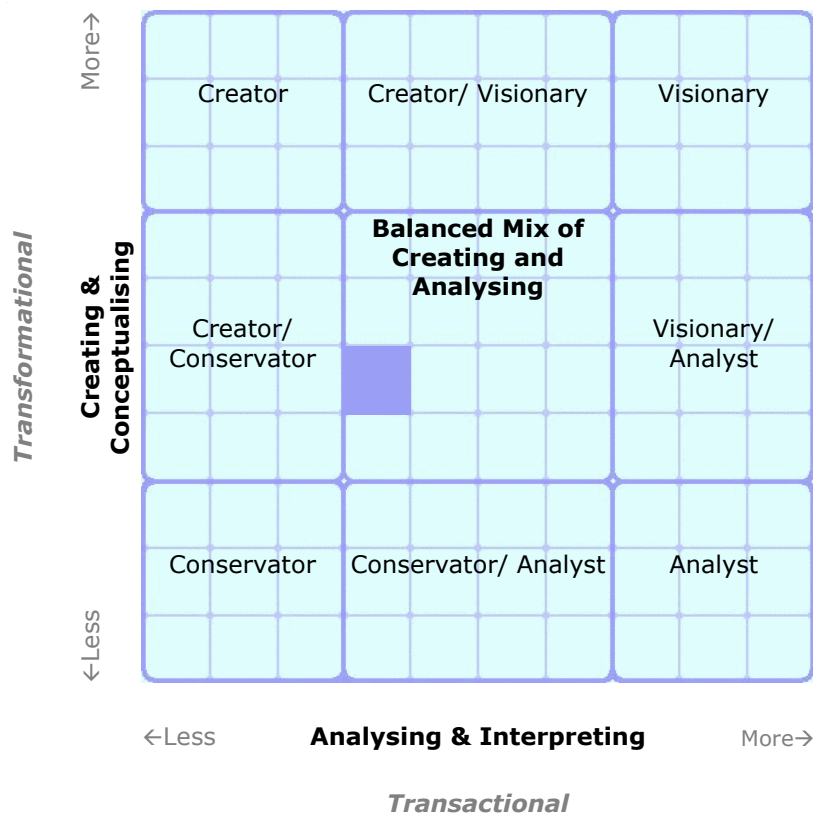 More→
Creator
Creator/ Visionary
Visionary
Transformational
Creating &
Conceptualising
Balanced Mix of
Creating and
Analysing
Creator/
Conservator
Visionary/
Analyst
Conservator
Conservator/ Analyst
Analyst
←Less
←Less
Analysing & Interpreting
More→
Transactional